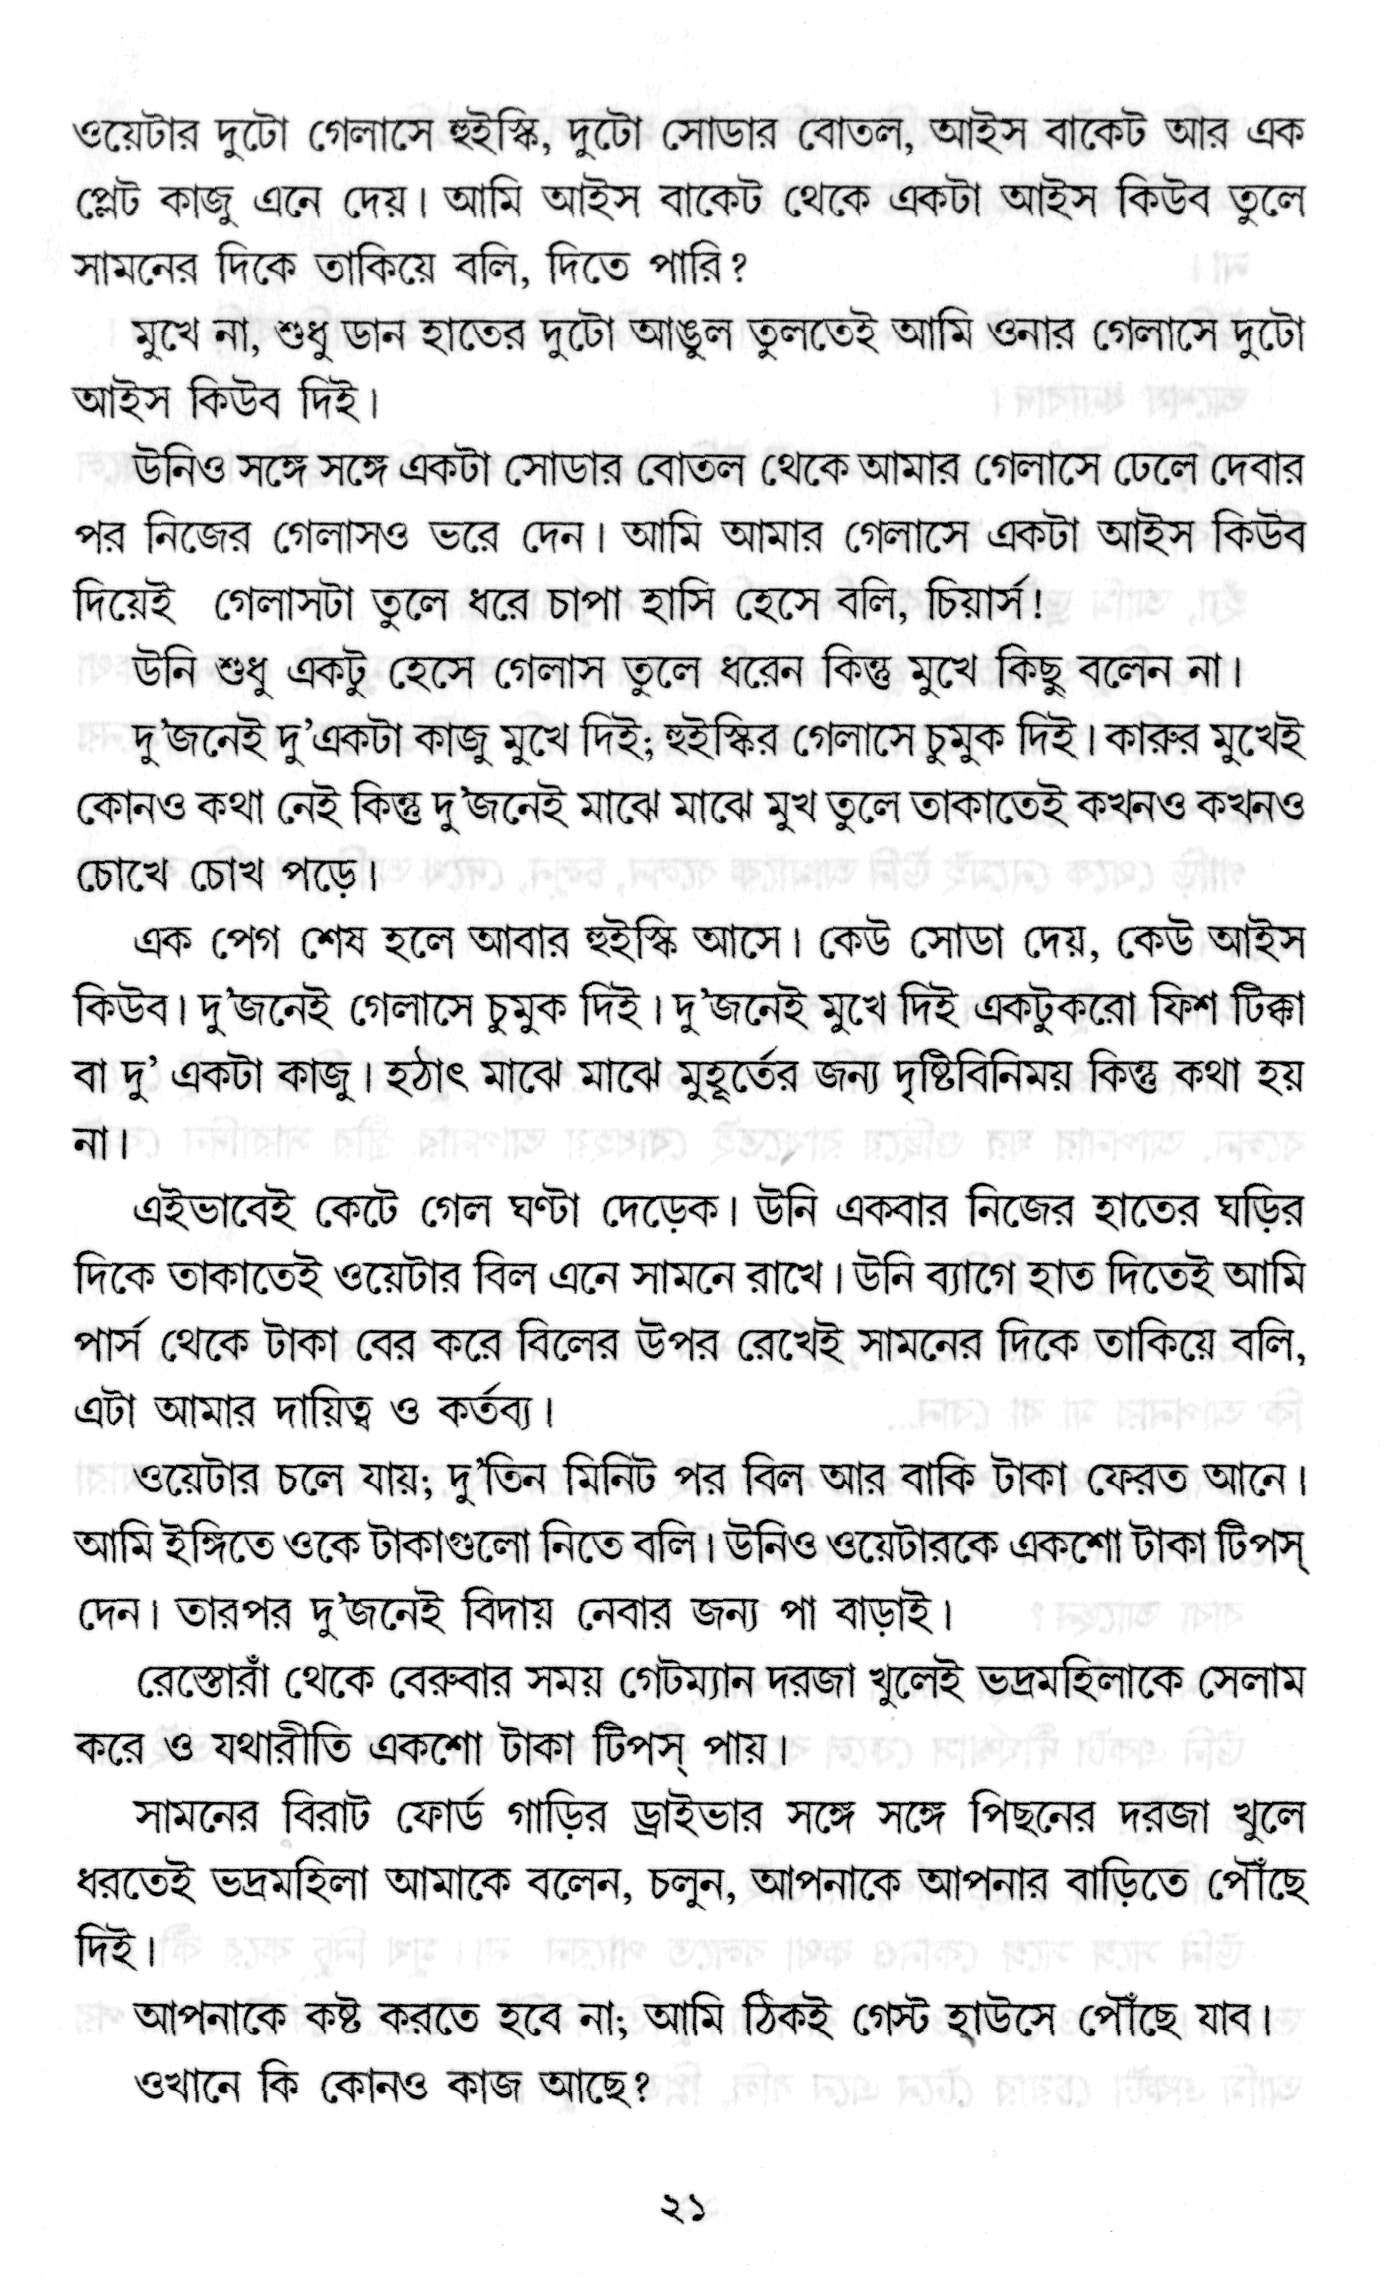 ওয়েটার দুটো গেলাসে হুইস্কি, দুটো সোডার বোতল, আইস বাকেট আর এক
প্লেট কাজু এনে দেয়। আমি আইস বাকেট থেকে একটা আইস কিউব তুলে
সামনের দিকে তাকিয়ে বলি, দিতে পারি?
মুখে না, শুধু ডান হাতের দুটো আঙুল তুলতেই আমি ওনার গেলাসে দুটো
আইস কিউব দিই।
উনিও সঙ্গে সঙ্গে একটা সোডার বোতল থেকে আমার গেলাসে ঢেলে দেবার
পর নিজের গেলাসও ভরে দেন। আমি আমার গেলাসে একটা আইস কিউব
দিয়েই গেলাসটা তুলে ধরে চাপা হাসি হেসে বলি, চিয়ার্স!
উনি শুধু একটু হেসে গেলাস তুলে ধরেন কিন্তু মুখে কিছু বলেন না।
দু'জনেই দু'একটা কাজু মুখে দিই; হুইস্কির গেলাসে চুমুক দিই। কারুর মুখেই
কোনও কথা নেই কিন্তু দু'জনেই মাঝে মাঝে মুখ তুলে তাকাতেই কখনও কখনও
চোখে চোখ পড়ে।
এক পেগ শেষ হলে আবার হুইস্কি আসে। কেউ সোডা দেয়, কেউ আইস
কিউব। দু'জনেই গেলাসে চুমুক দিই। দু'জনেই মুখে দিই একটুকরো ফিশ টিক্কা
বা দু' একটা কাজু। হঠাৎ মাঝে মাঝে মুহূর্তের জন্য দৃষ্টিবিনিময় কিন্তু কথা হয়
না।
এইভাবেই কেটে গেল ঘণ্টা দেড়েক। উনি একবার নিজের হাতের ঘড়ির
দিকে তাকাতেই ওয়েটার বিল এনে সামনে রাখে। উনি ব্যাগে হাত দিতেই আমি
পার্স থেকে টাকা বের করে বিলের উপর রেখেই সামনের দিকে তাকিয়ে বলি,
এটা আমার দায়িত্ব ও কর্তব্য।
ওয়েটার চলে যায়; দু'তিন মিনিট পর বিল আর বাকি টাকা ফেরত আনে।
আমি ইঙ্গিতে ওকে টাকাগুলো নিতে বলি। উনিও ওয়েটারকে একশো টাকা টিপস্
দেন। তারপর দু'জনেই বিদায় নেবার জন্য পা বাড়াই।
রেস্তোরাঁ থেকে বেরুবার সময় গেটম্যান দরজা খুলেই ভদ্রমহিলাকে সেলাম
করে ও যথারীতি একশো টাকা টিপস্ পায়।
সামনের বিরাট ফোর্ড গাড়ির ড্রাইভার সঙ্গে সঙ্গে পিছনের দরজা খুলে
ধরতেই ভদ্রমহিলা আমাকে বলেন, চলুন, আপনাকে আপনার বাড়িতে পৌঁছে
দিই।
আপনাকে কষ্ট করতে হবে না; আমি ঠিকই গেস্ট হাউসে পৌঁছে যাব।
ওখানে কি কোনও কাজ আছে?
২১